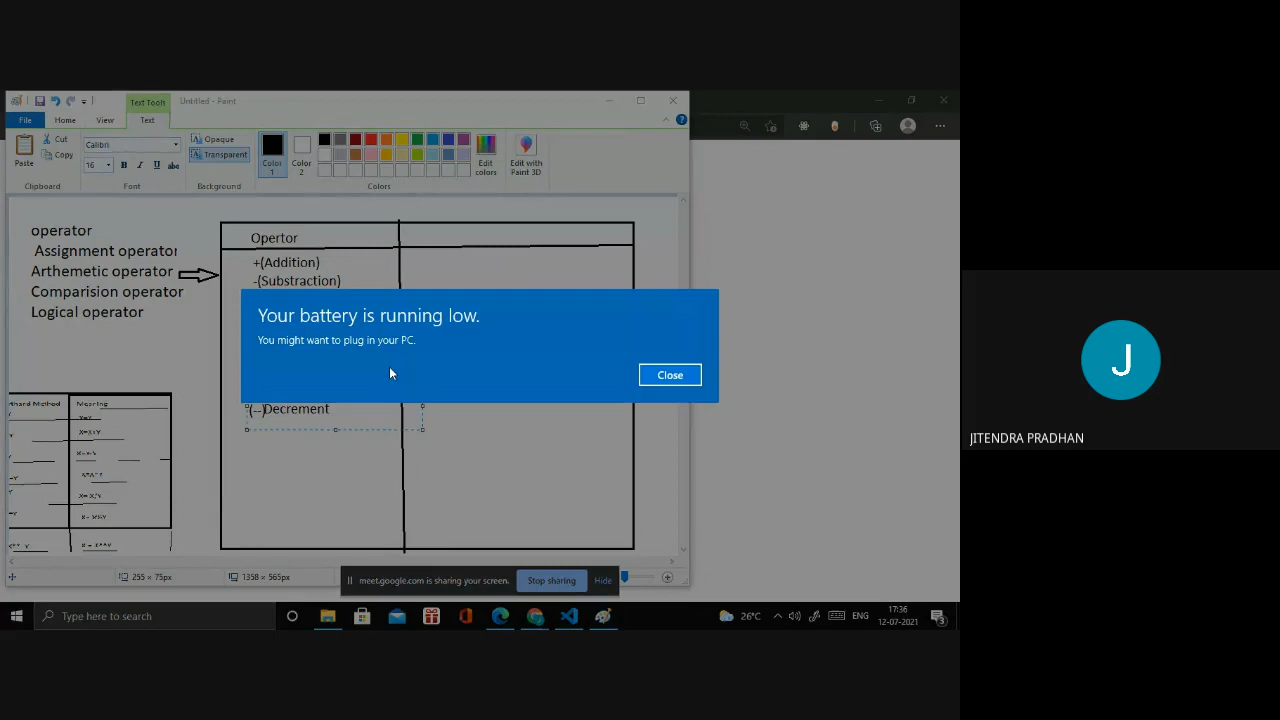 Text Tools
Untitled - Paint
File
Home
View
Text
Paste
Cut
Copy
Clipboard
Calibri
16
B
I
U
abc
Font
Opaque
Transparent
Background
Color 1
Color 2
Colors
Edit colors
Edit with Paint 3D
operator
Assignment operator
Arthemetic operator
Comparision operator
Logical operator
Opertor
+(Addition)
-(Substraction)
Your battery is running low.
You might want to plug in your PC.
Close
(--)Decrement
Meaning
X=Y
X=X+Y
X= X/Y
255 × 75px
1358 × 565px
meet.google.com is sharing your screen.
Stop sharing
Hide
Type here to search
26°C
ENG
17:36
12-07-2021
3
J
JITENDRA PRADHAN